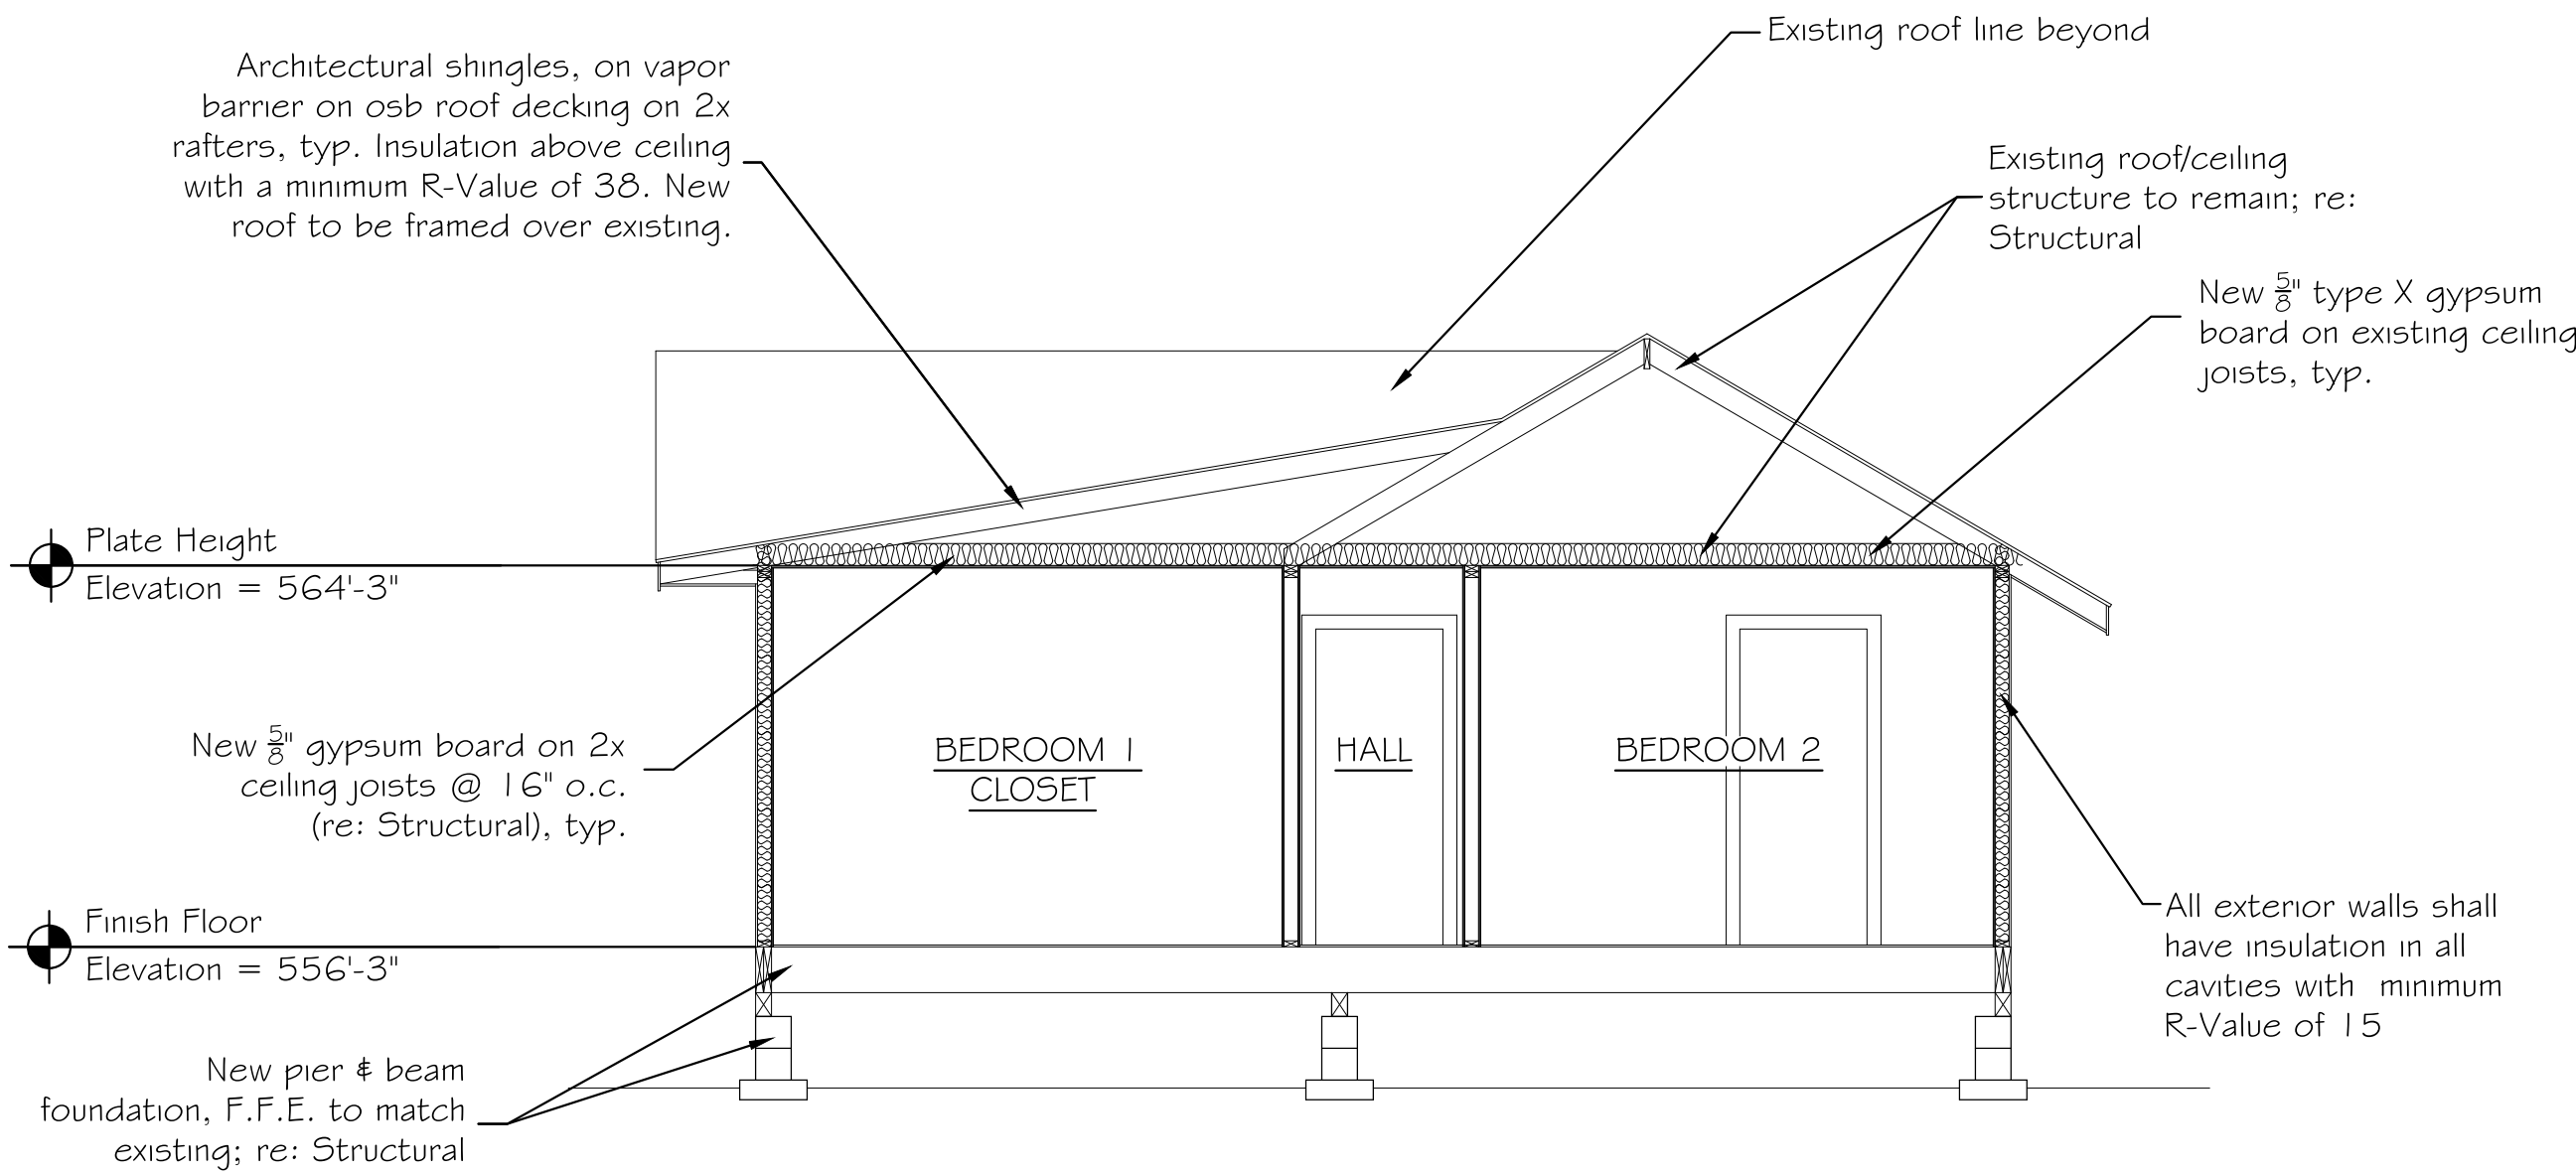 Existing roof line beyond
Architectural shingles, on vapor
barrier on osb roof decking on 2x
rafters, typ. Insulation above ceiling
with a minimum R-Value of 38. New
roof to be framed over existing.
Existing roof/ceiling
structure to remain; re:
Structural
New 5/8" type X gypsum
board on existing ceiling
joists, typ.
Plate Height
Elevation = 564'-3"
New 5/8" gypsum board on 2x
ceiling joists @ 16" o.c.
(re: Structural), typ.
BEDROOM 1
CLOSET
HALL
BEDROOM 2
Finish Floor
Elevation = 556'-3"
All exterior walls shall
have insulation in all
cavities with minimum
R-Value of 15
New pier & beam
foundation, F.F.E. to match
existing; re: Structural